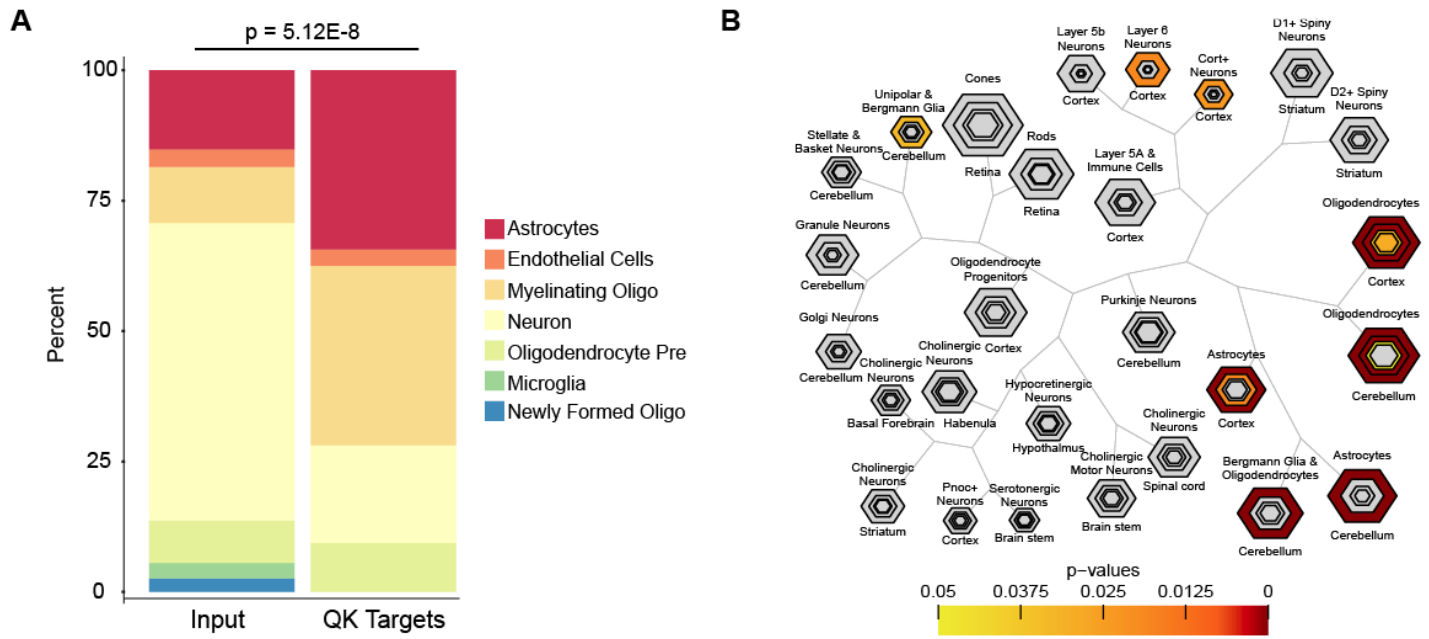 A
p = 5.12E-8
100
75
50
25
0
Percent
Input
QK Targets
Astrocytes
Endothelial Cells
Myelinating Oligo
Neuron
Oligodendrocyte Pre
Microglia
Newly Formed Oligo
B
Layer 5b
Neurons
Cortex
Layer 6
Neurons
Cortex
Cort+
Neurons
Cortex
D1+ Spiny
Neurons
Striatum
D2+ Spiny
Neurons
Striatum
Unipolar &
Bergmann Glia
Cerebellum
Cones
Retina
Rods
Retina
Stellate &
Basket Neurons
Cerebellum
Layer 5A &
Immune Cells
Cortex
Oligodendrocytes
Cortex
Granule Neurons
Cerebellum
Oligodendrocyte
Progenitors
Cortex
Purkinje Neurons
Cerebellum
Oligodendrocytes
Cerebellum
Golgi Neurons
Cerebellum
Cholinergic
Neurons
Basal Forebrain
Cholinergic
Neurons
Habenula
Hypocretinergic
Neurons
Hypothalmus
Astrocytes
Cortex
Cholinergic
Neurons
Spinal cord
Cholinergic
Motor Neurons
Brain stem
Bergmann Glia &
Oligodendrocytes
Cerebellum
Astrocytes
Cerebellum
Cholinergic
Neurons
Striatum
Pnoc+
Neurons
Cortex
Serotonergic
Neurons
Brain stem
p-values
0.05
0.0375
0.025
0.0125
0